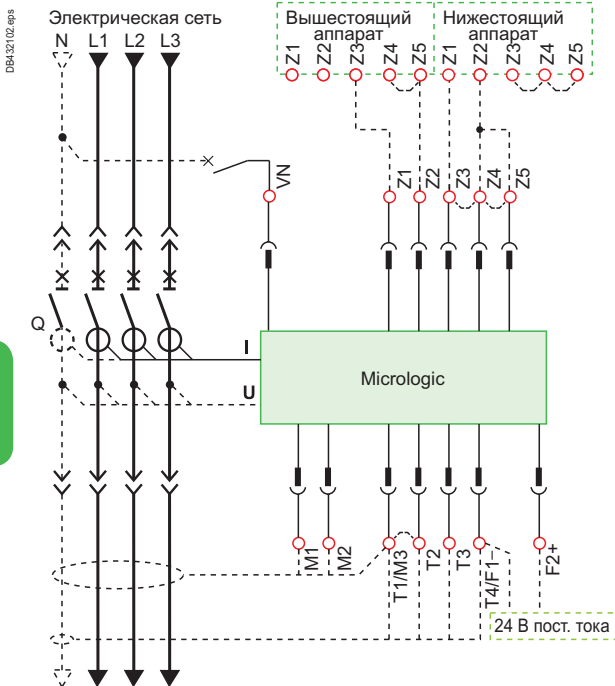 DB432102.eps
Электрическая сеть
N L1 L2 L3
Вышестоящий
аппарат
Нижестоящий
аппарат
Z1 Z2 Z3 Z4 Z5 Z1 Z2 Z3 Z4 Z5
VN
Z1 Z2 Z3 Z4 Z5
Q
I
U
Micrologic
M1 M2 T1/M3 T2 T3 T4/F1– F2+
24 В пост. тока